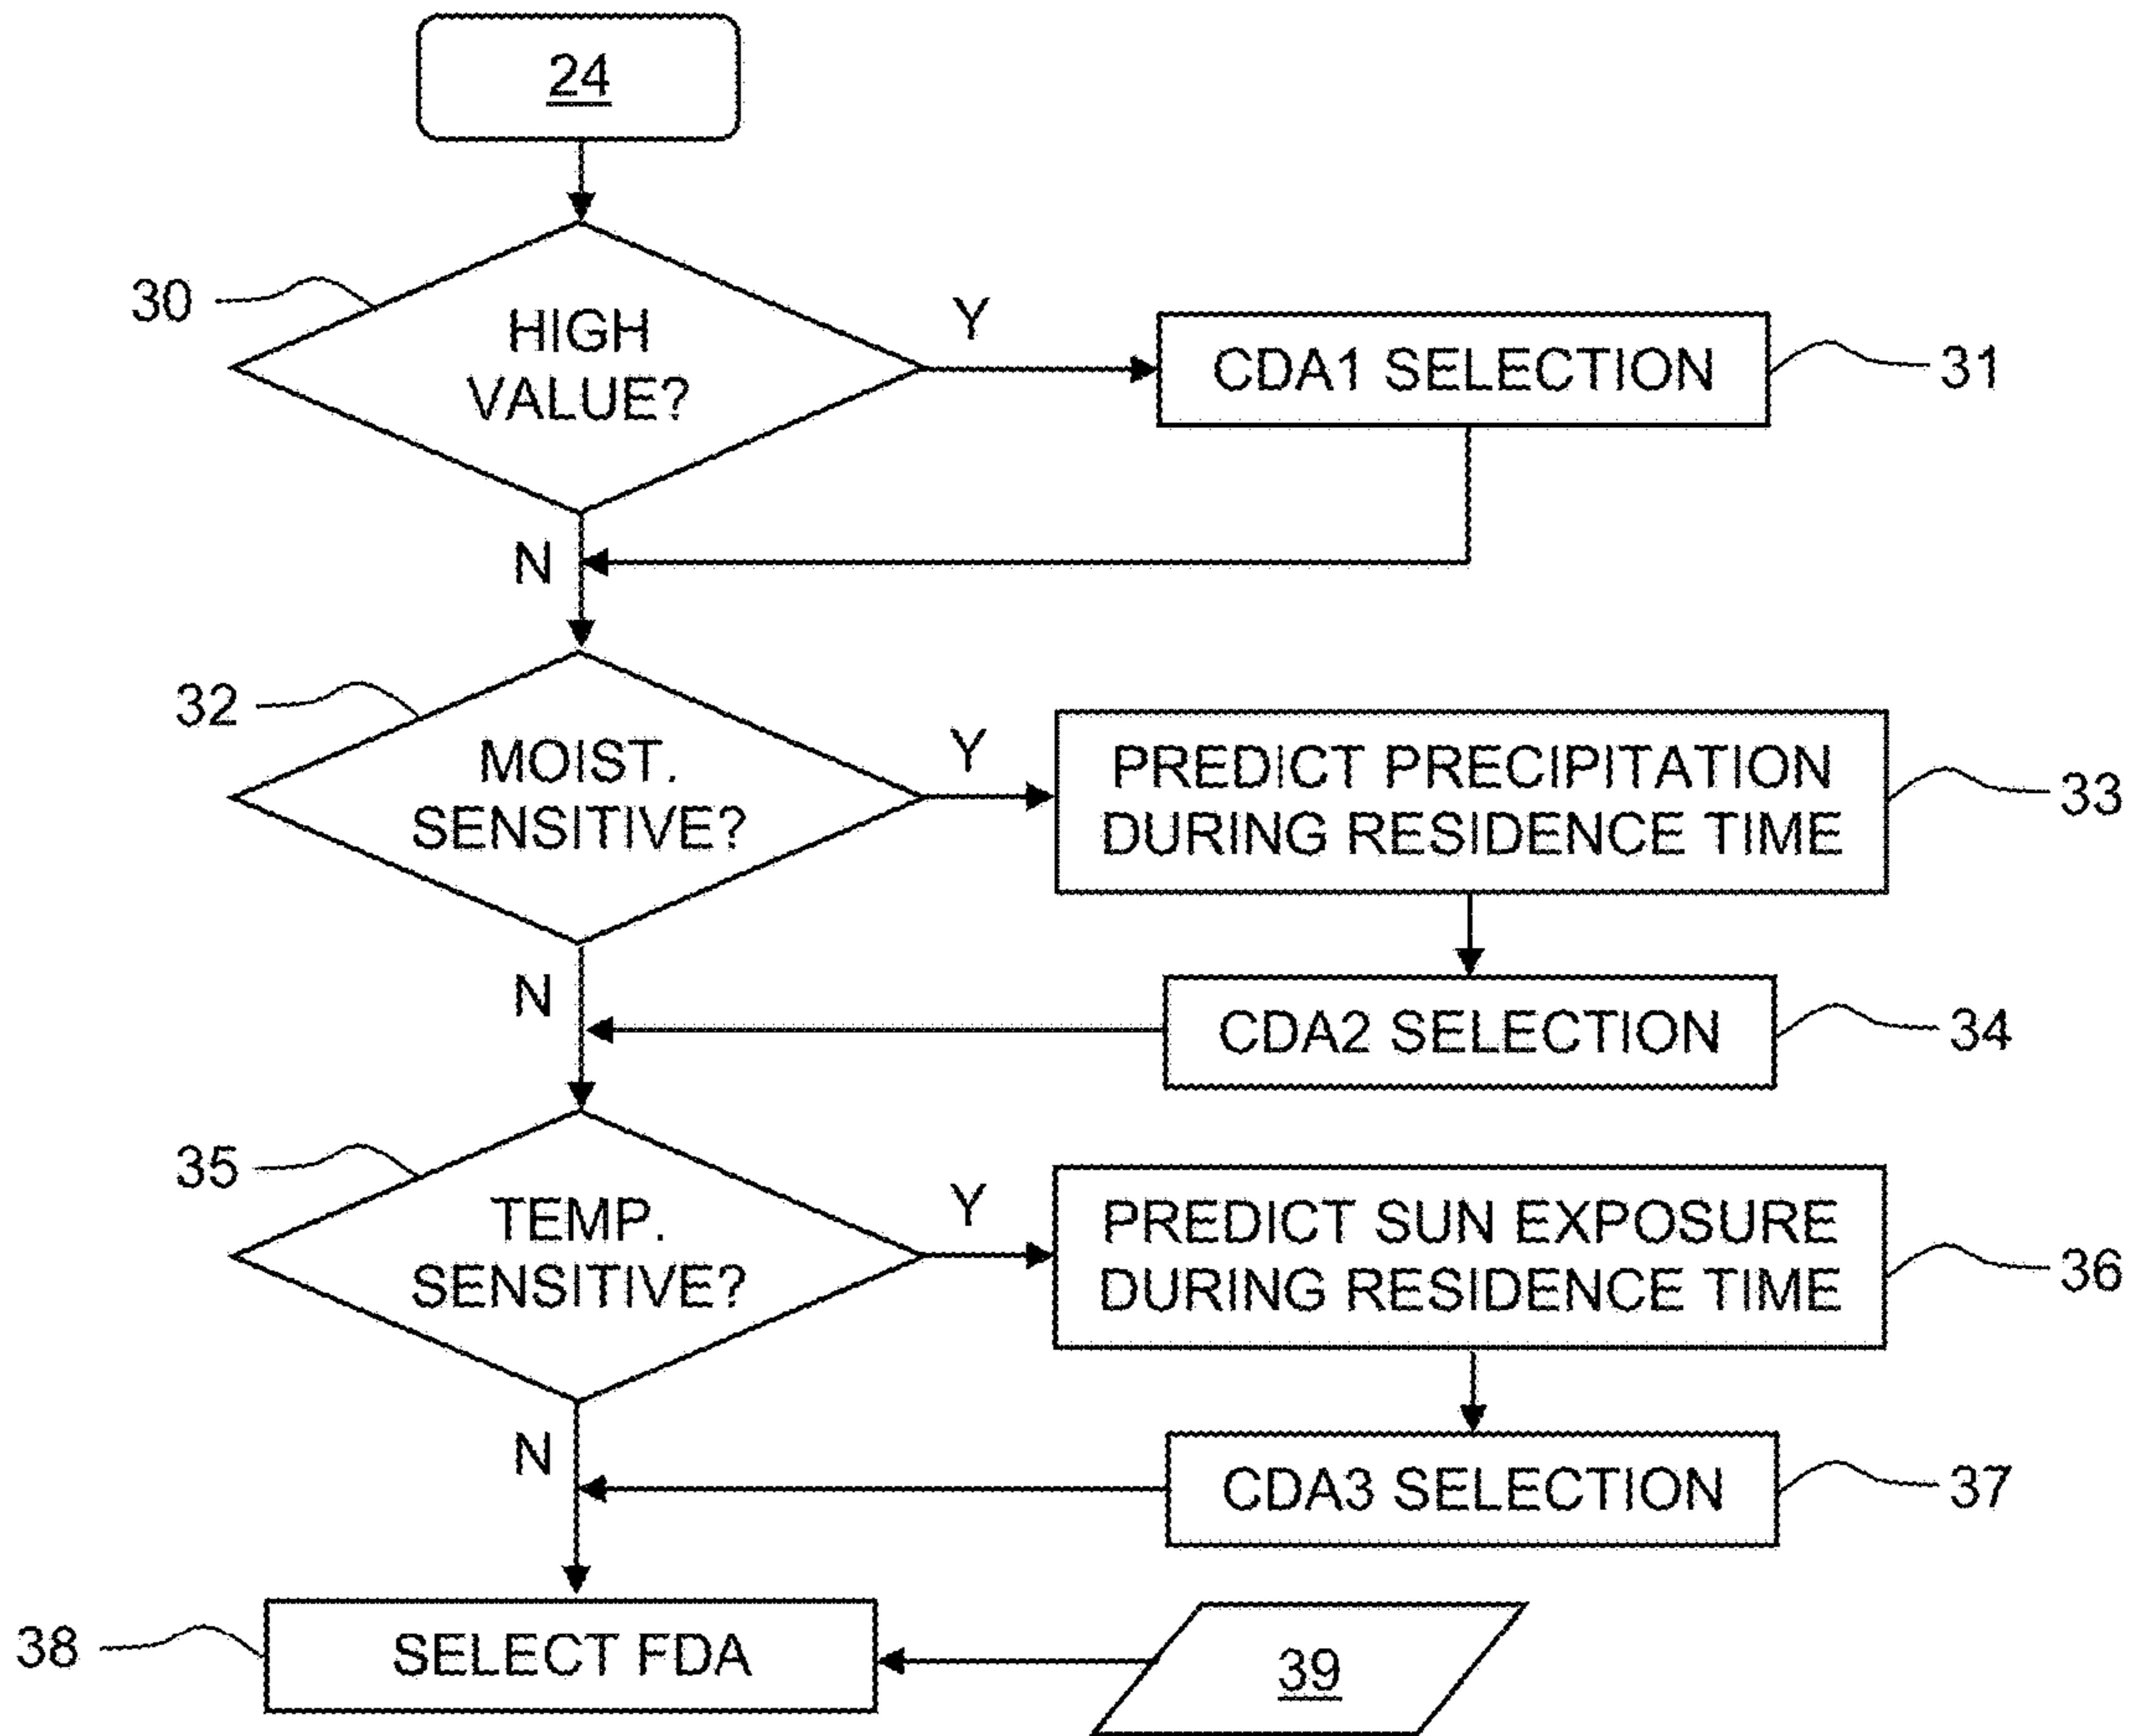 24
30
HIGH
VALUE?
Y
CDA1 SELECTION
31
N
32
MOIST.
SENSITIVE?
Y
PREDICT PRECIPITATION
DURING RESIDENCE TIME
33
N
CDA2 SELECTION
34
35
TEMP.
SENSITIVE?
Y
PREDICT SUN EXPOSURE
DURING RESIDENCE TIME
36
N
CDA3 SELECTION
37
38
SELECT FDA
39